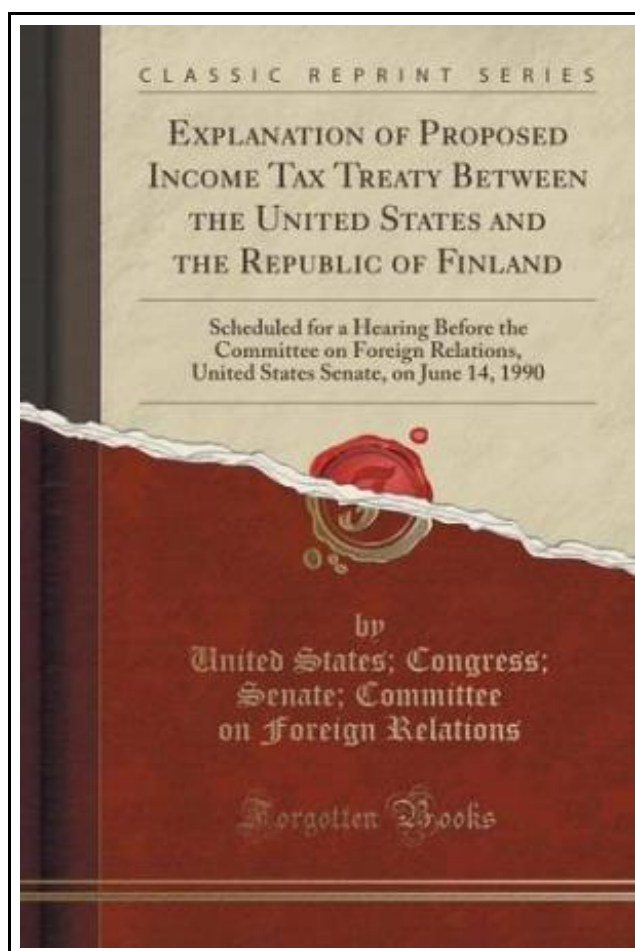 CLASSIC REPRINT SERIES
EXPLANATION OF PROPOSED
INCOME TAX TREATY BETWEEN
THE UNITED STATES AND
THE REPUBLIC OF FINLAND
Scheduled for a Hearing Before the
Committee on Foreign Relations,
United States Senate, on June 14, 1990
by
United States; Congress;
Senate; Committee
on Foreign Relations
Forgotten Books